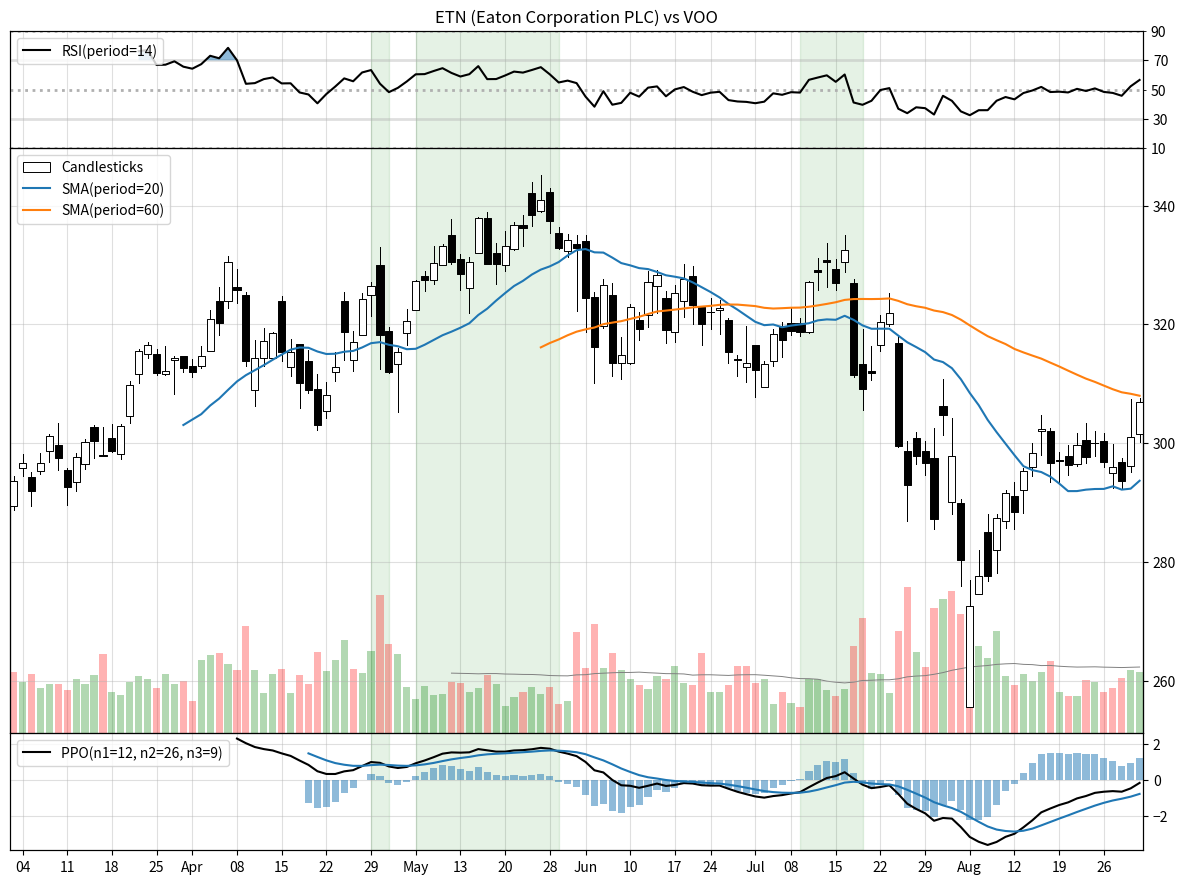 ETN (Eaton Corporation PLC) vs VOO
RSI(period=14)
90
70
50
30
10
Candlesticks
SMA(period=20)
SMA(period=60)
340
320
300
280
260
PPO(n1=12, n2=26, n3=9)
2
0
−2
04 11 18 25 Apr 08 15 22 29 May 13 20 28 Jun 10 17 24 Jul 08 15 22 29 Aug 12 19 26